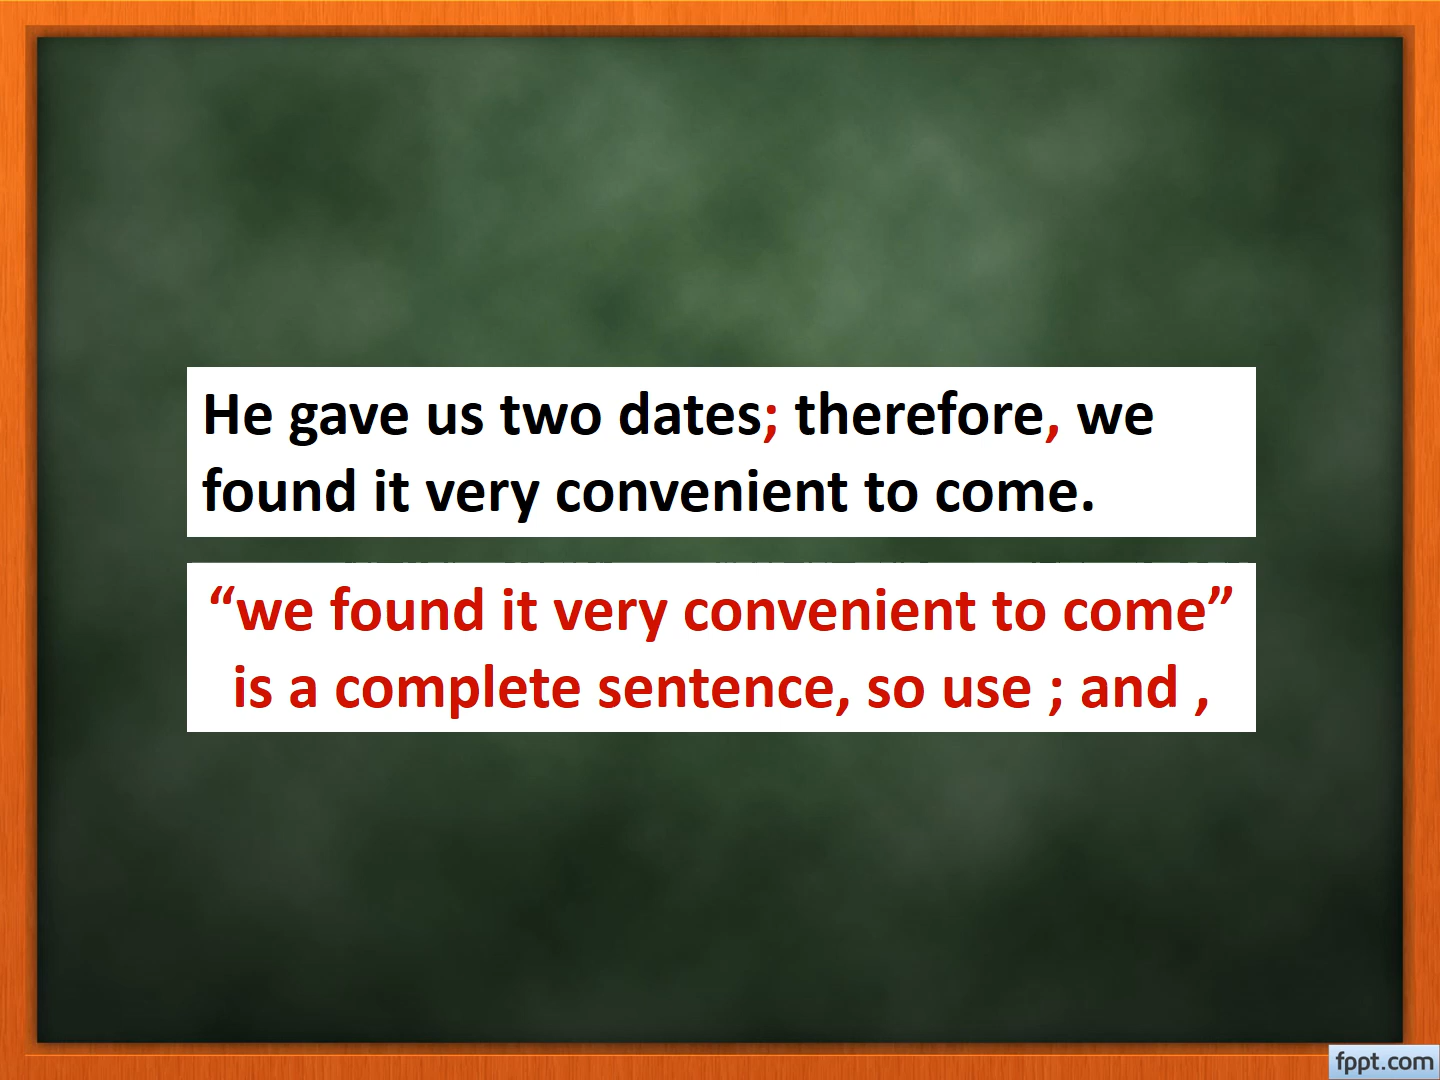 He gave us two dates; therefore, we
found it very convenient to come.
“we found it very convenient to come”
is a complete sentence, so use ; and ,
fppt.com